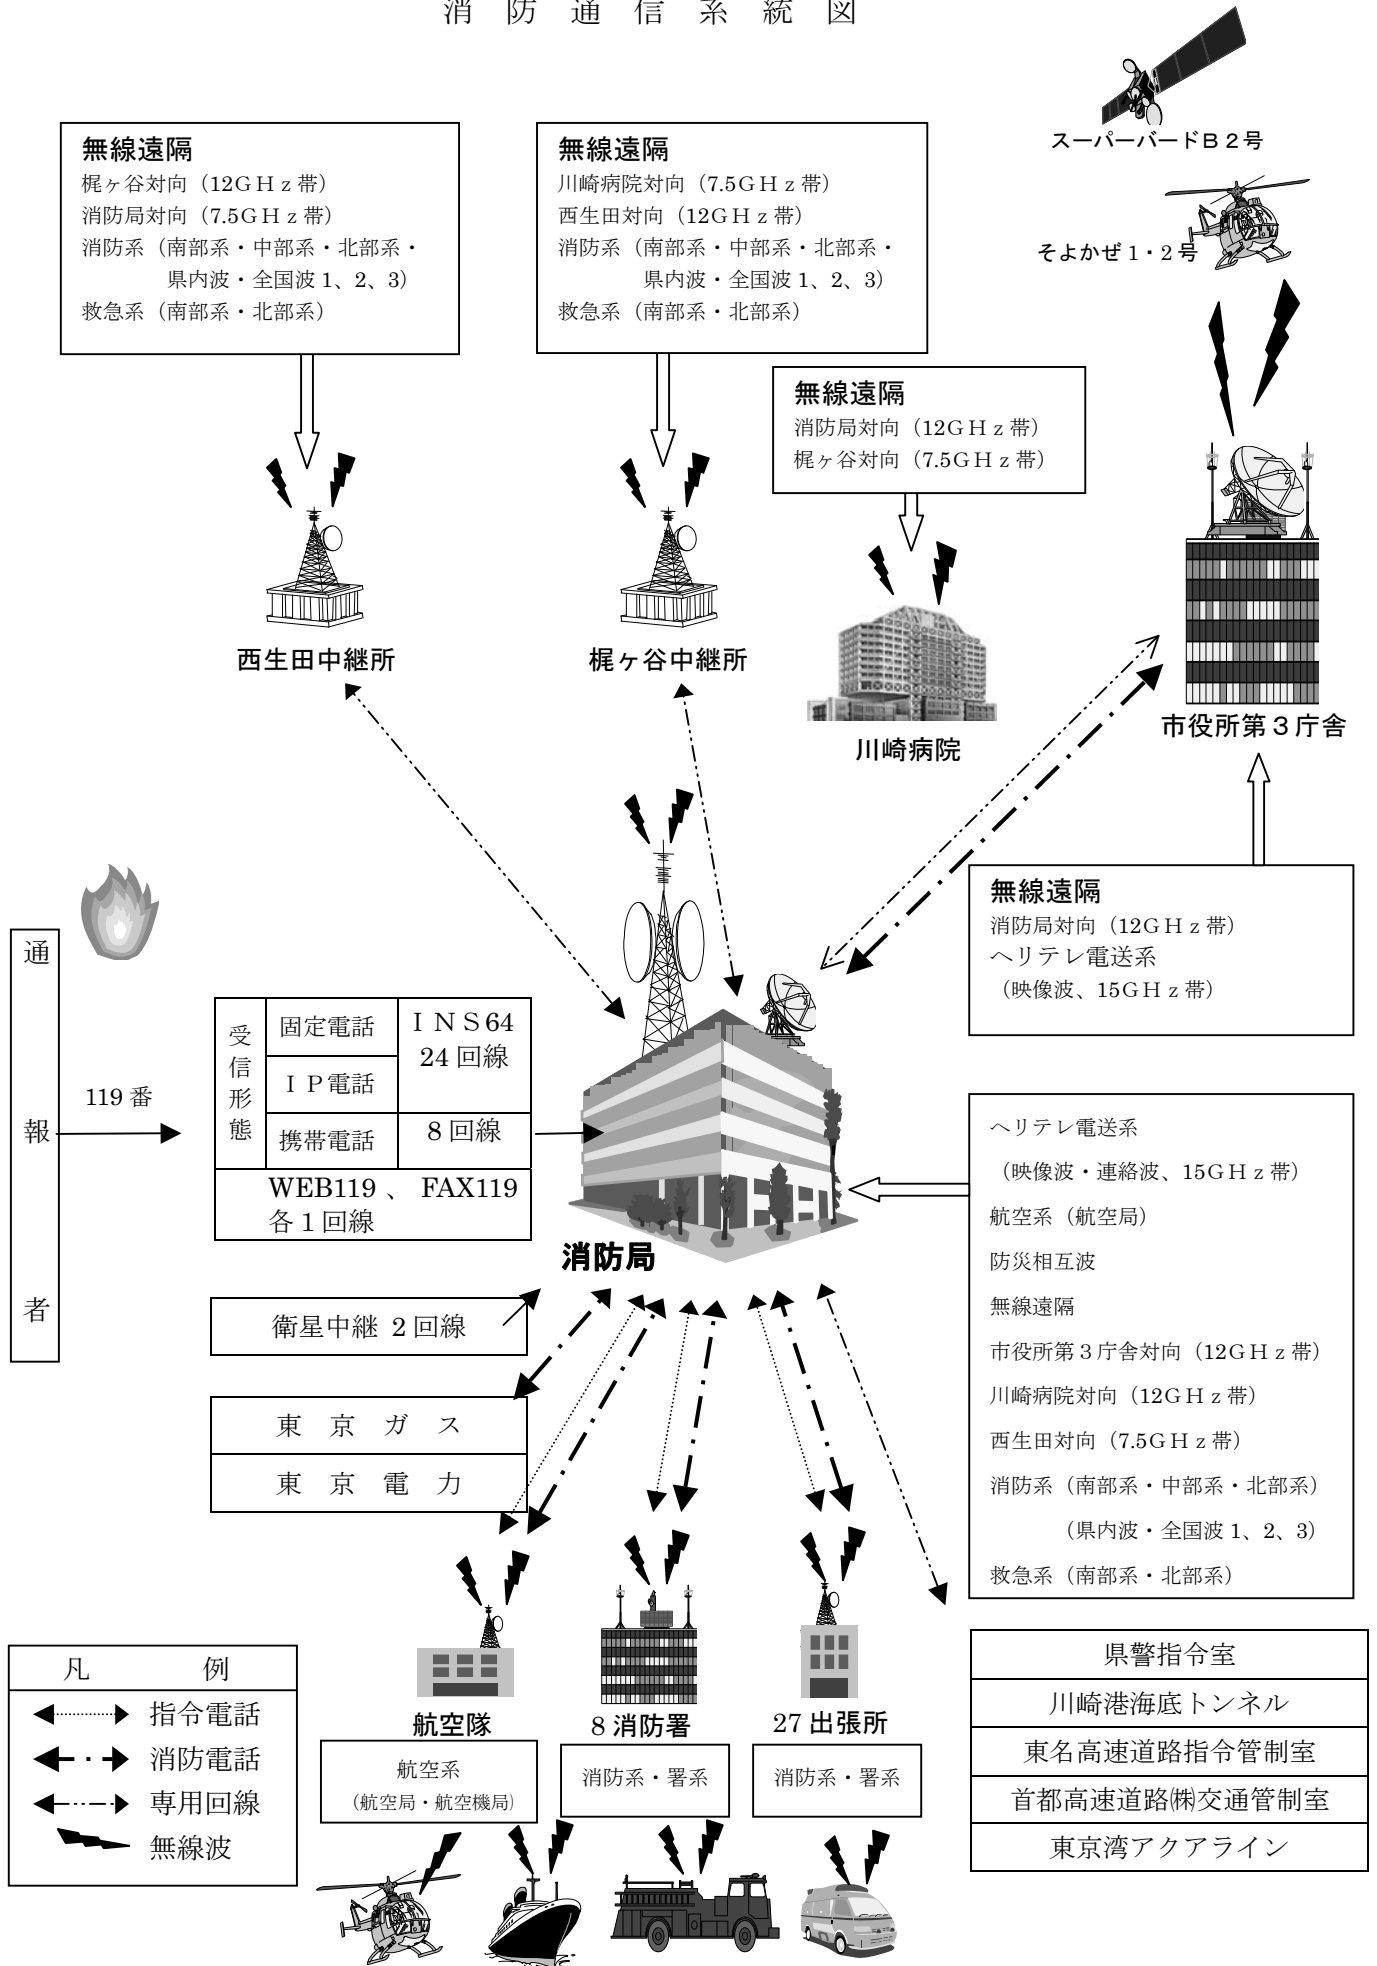 消防通信系統図
スーパーバードB2号
そよかぜ1・2号
無線遠隔
梶ヶ谷対向（12GHz帯）
消防局対向（7.5GHz帯）
消防系（南部系・中部系・北部系・
県内波・全国波1、2、3）
救急系（南部系・北部系）
無線遠隔
川崎病院対向（7.5GHz帯）
西生田対向（12GHz帯）
消防系（南部系・中部系・北部系・
県内波・全国波1、2、3）
救急系（南部系・北部系）
無線遠隔
消防局対向（12GHz帯）
梶ヶ谷対向（7.5GHz帯）
西生田中継所
梶ヶ谷中継所
川崎病院
市役所第3庁舎
無線遠隔
消防局対向（12GHz帯）
ヘリテレ電送系
（映像波、15GHz帯）
通報者
119番
受信形態
固定電話
IP電話
INS64
24回線
携帯電話
8回線
WEB119、FAX119
各1回線
消防局
衛星中継 2回線
東京ガス
東京電力
ヘリテレ電送系
（映像波・連絡波、15GHz帯）
航空系（航空局）
防災相互波
無線遠隔
市役所第3庁舎対向（12GHz帯）
川崎病院対向（12GHz帯）
西生田対向（7.5GHz帯）
消防系（南部系・中部系・北部系）
（県内波・全国波1、2、3）
救急系（南部系・北部系）
凡例
指令電話
消防電話
専用回線
無線波
航空隊
航空系
（航空局・航空機局）
8消防署
消防系・署系
27出張所
消防系・署系
県警指令室
川崎港海底トンネル
東名高速道路指令管制室
首都高速道路㈱交通管制室
東京湾アクアライン